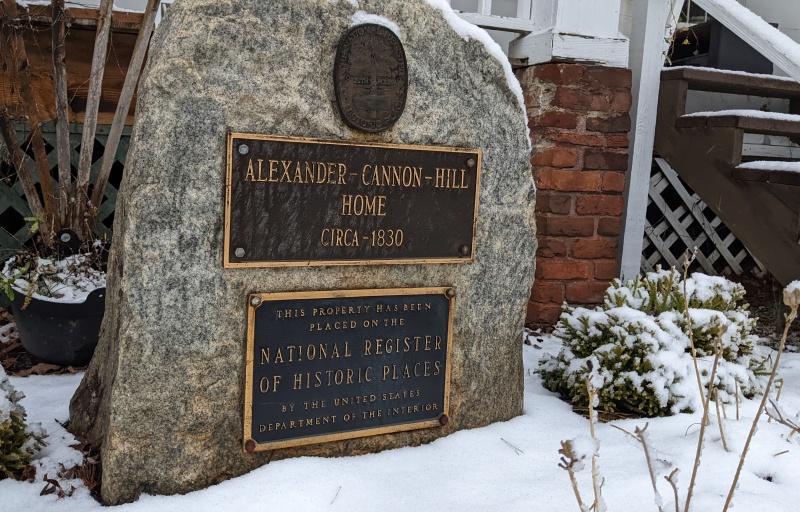 ALEXANDER-CANNON-HILL
HOME
CIRCA-1830
THIS PROPERTY HAS BEEN
PLACED ON THE
NATIONAL REGISTER
OF HISTORIC PLACES
BY THE UNITED STATES
DEPARTMENT OF THE INTERIOR